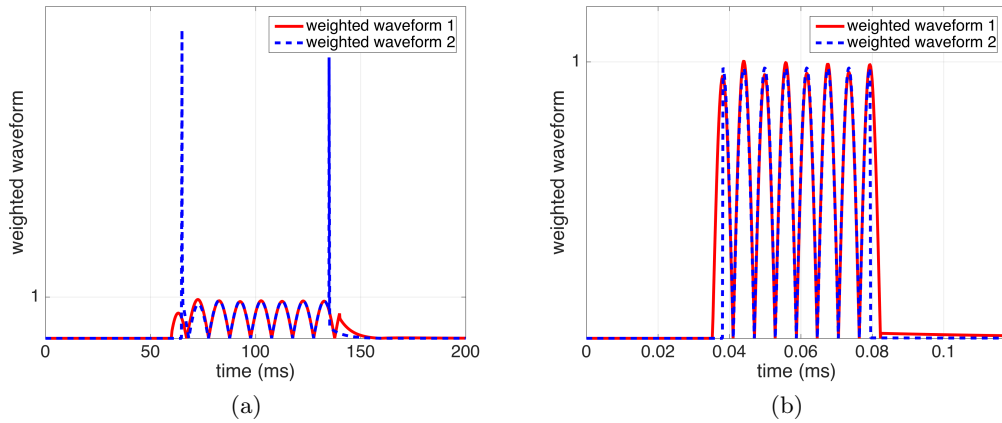 weighted waveform 1
weighted waveform 2
weighted waveform
1
0
50
100
150
200
time (ms)
(a)
weighted waveform 1
weighted waveform 2
weighted waveform
1
0
0.02
0.04
0.06
0.08
0.1
time (ms)
(b)